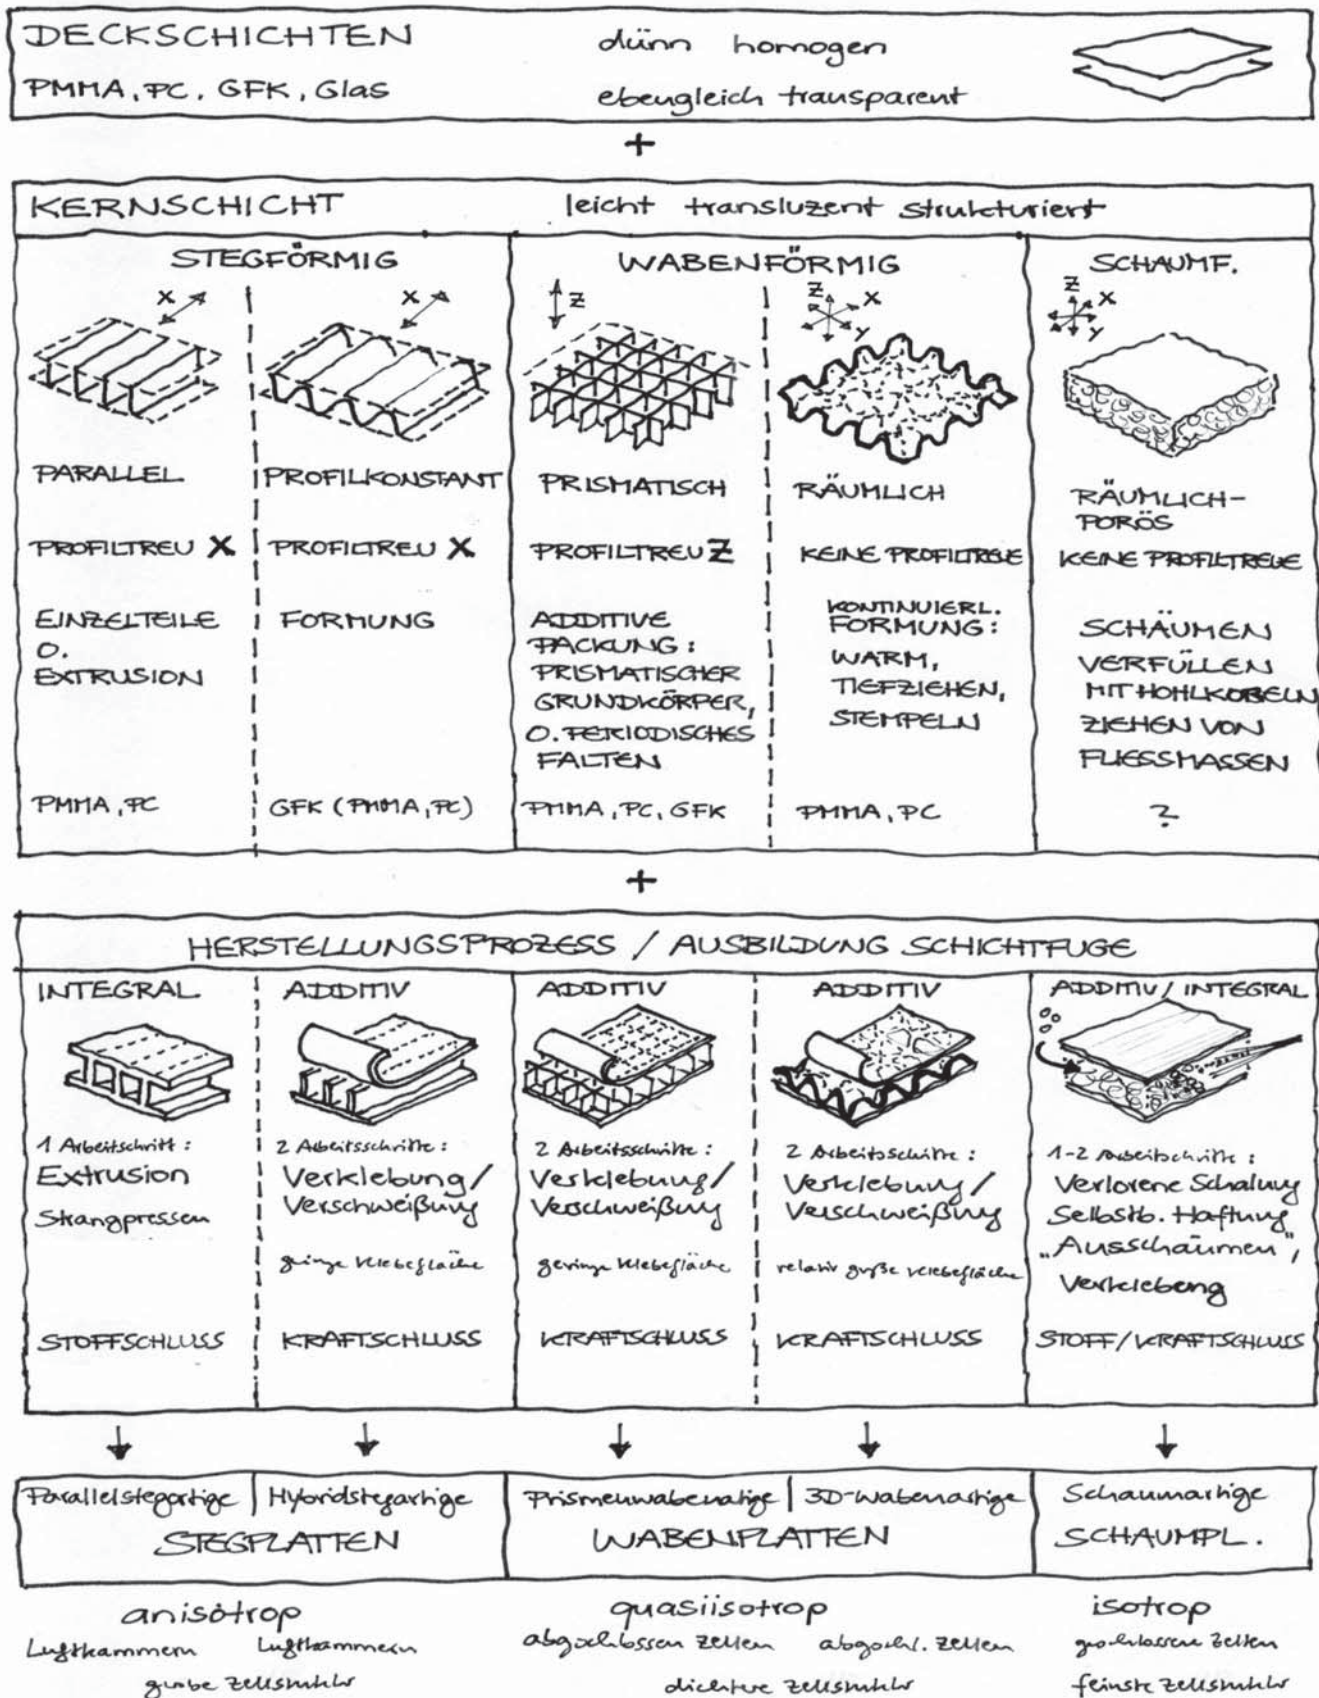 DECKSCHICHTEN
dünn homogen
PMMA, PC, GFK, Glas
ebengleich transparent
+
KERNSCHICHT
leicht transluzent strukturiert
STEGFÖRMIG
WABENFÖRMIG
SCHAUMF.
X
X
Z
Z X
Y
Z
X
Y
PARALLEL
PROFILKONSTANT
PRISMATISCH
RÄUMLICH
RÄUMLICH-
PORÖS
PROFILTREU X
PROFILTREU X
PROFILTREU Z
KEINE PROFILTREUE
KEINE PROFILTREUE
EINZELTEILE
O.
EXTRUSION
FORMUNG
ADDITIVE
PACKUNG:
PRISMATISCHER
GRUNDKÖRPER,
O. PERIODISCHES
FALTEN
KONTINUIERL.
FORMUNG:
WARM,
TIEFZIEHEN,
STEMPELN
SCHÄUMEN
VERFÜLLEN
MIT HOHLKÖRPELN
ZIEHEN VON
FLIESSMASSEN
PMMA, PC
GFK (PMMA, PC)
PMMA, PC, GFK
PMMA, PC
?
+
HERSTELLUNGSPROZESS / AUSBILDUNG SCHICHTFUGE
INTEGRAL
ADDITIV
ADDITIV
ADDITIV
ADDITIV / INTEGRAL
1 Arbeitschritt:
Extrusion
Strangpressen
2 Arbeitsschritte:
Verklebung/
Verschweißung
geringe Klebefläche
2 Arbeitsschritte:
Verklebung/
Verschweißung
geringe Klebefläche
2 Arbeitsschritte:
Verklebung/
Verschweißung
relativ große Klebefläche
1-2 Arbeitschritte:
Verlorene Schalung
Selbstb. Haftung
"Ausschäumen",
Verklebung
STOFFSCHLUSS
KRAFTSCHLUSS
KRAFTSCHLUSS
KRAFTSCHLUSS
STOFF/KRAFTSCHLUSS
Parallelstegartige
Hybridstegartige
Prismenwabenartige
3D-Wabenartige
Schaumartige
STEGPLATTEN
WABENPLATTEN
SCHAUMPL.
anisotrop
quasiisotrop
isotrop
Luftkammern
Luftkammern
abgeschlossen Zellen
abgeschl. Zellen
geschlossene Zellen
grobe Zellstruktur
dichtere Zellstruktur
feinste Zellstruktur